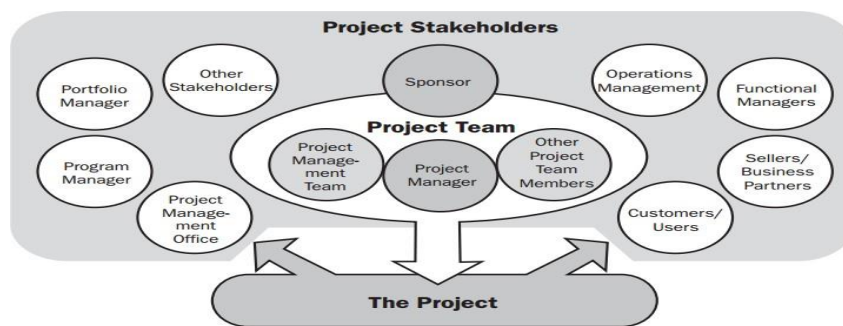 Project Stakeholders
Portfolio
Manager
Other
Stakeholders
Sponsor
Operations
Management
Functional
Managers
Project Team
Program
Manager
Project
Manage-
ment
Team
Project
Manager
Other
Project
Team
Members
Sellers/
Business
Partners
Project
Manage-
ment
Office
Customers/
Users
The Project